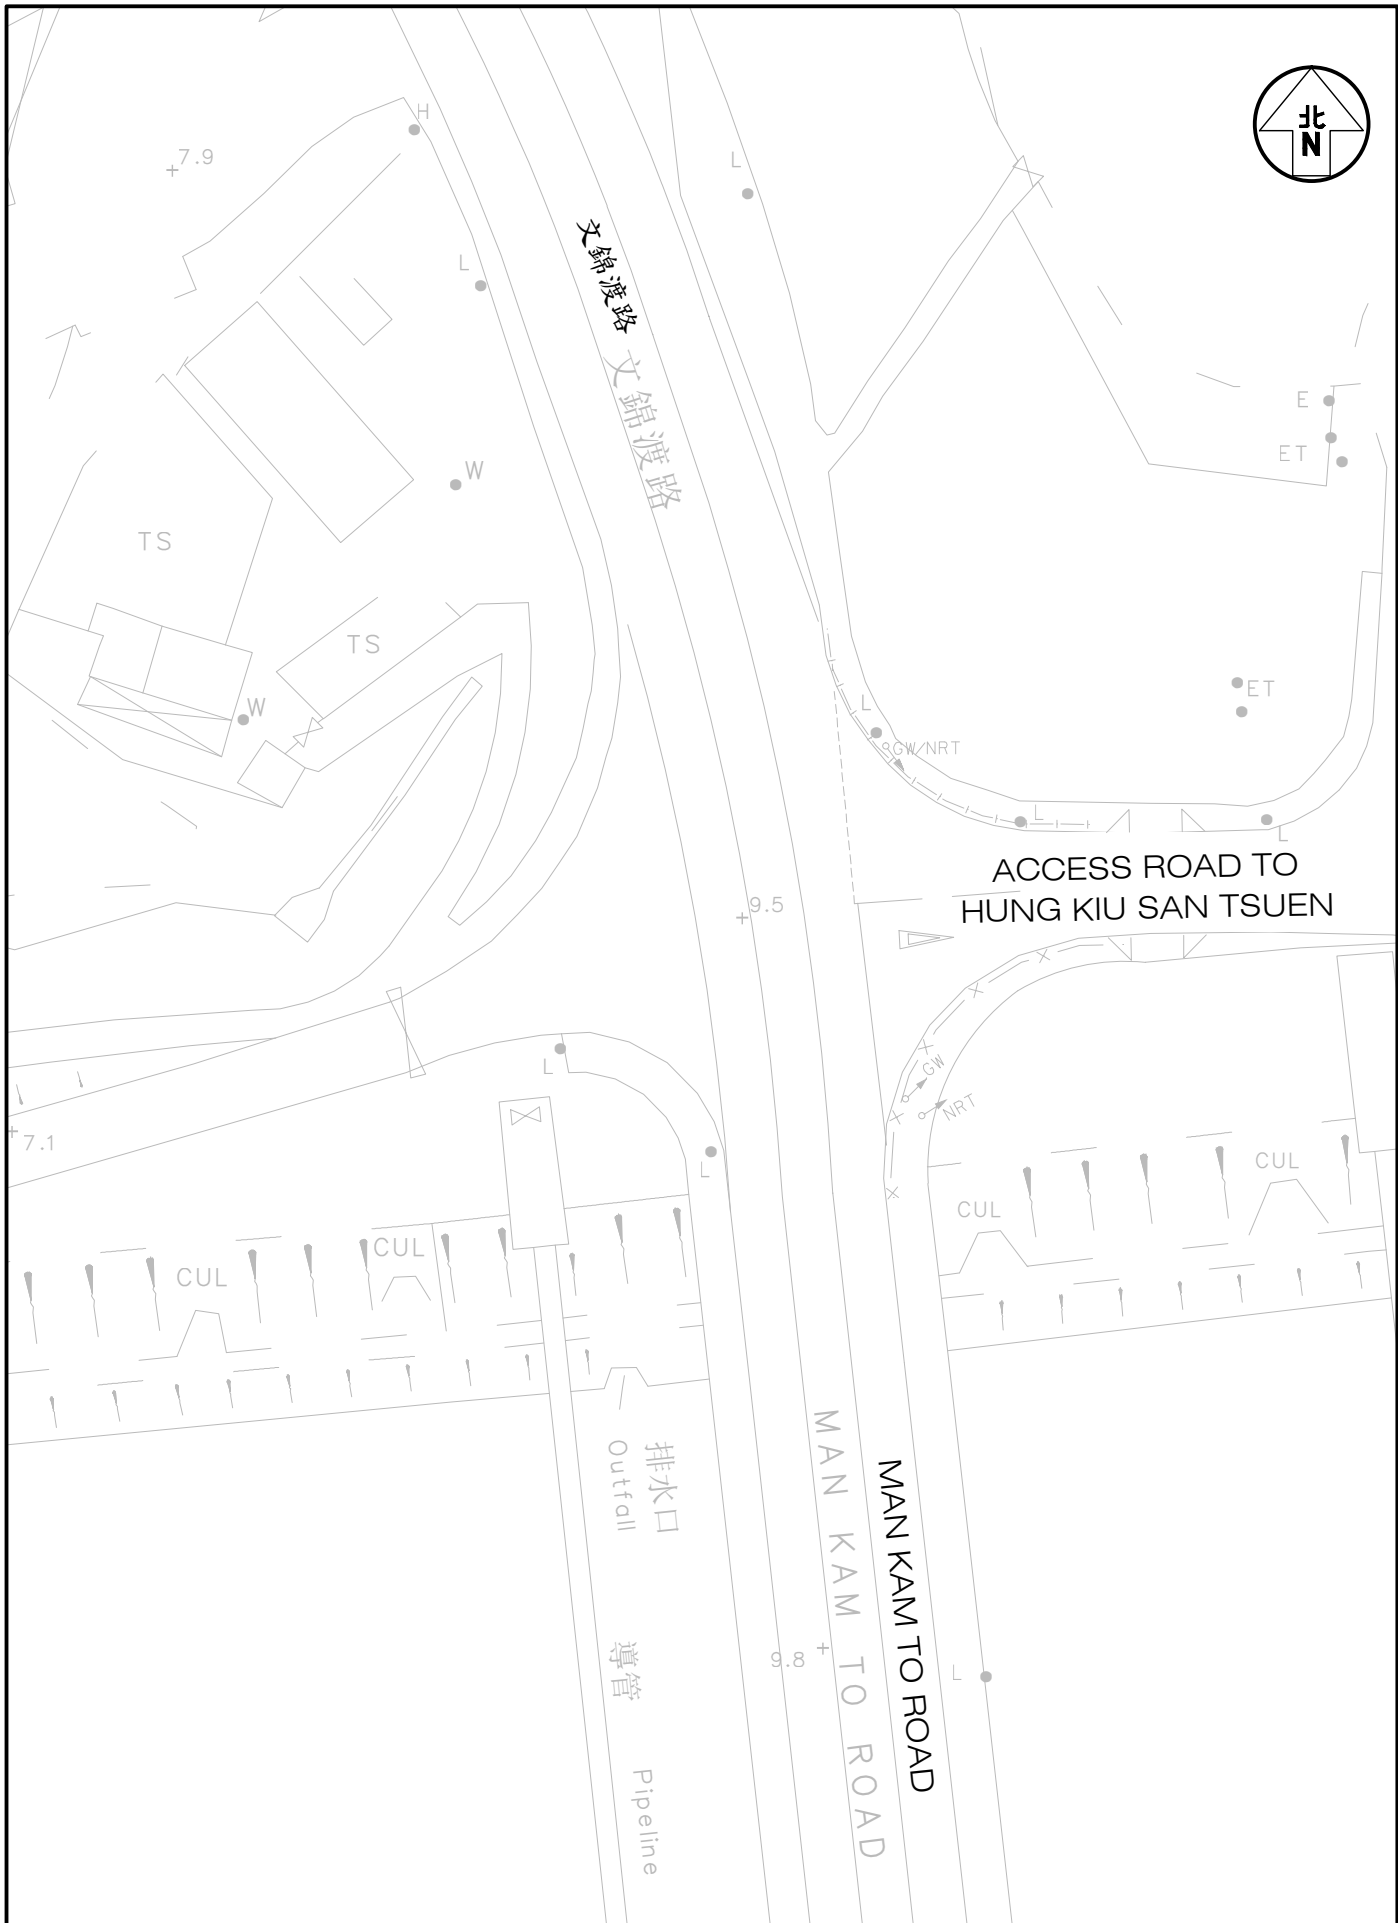 H
7.9
L
北
N
L
文錦渡路
文錦渡路
E
ET
W
TS
TS
ET
W
L
GW/NRT
L
L
ACCESS ROAD TO
HUNG KIU SAN TSUEN
9.5
L
GW
NRT
7.1
L
CUL
CUL
CUL
CUL
排水口
Outfall
MAN KAM TO ROAD
MAN KAM TO ROAD
導管
9.8
L
Pipeline